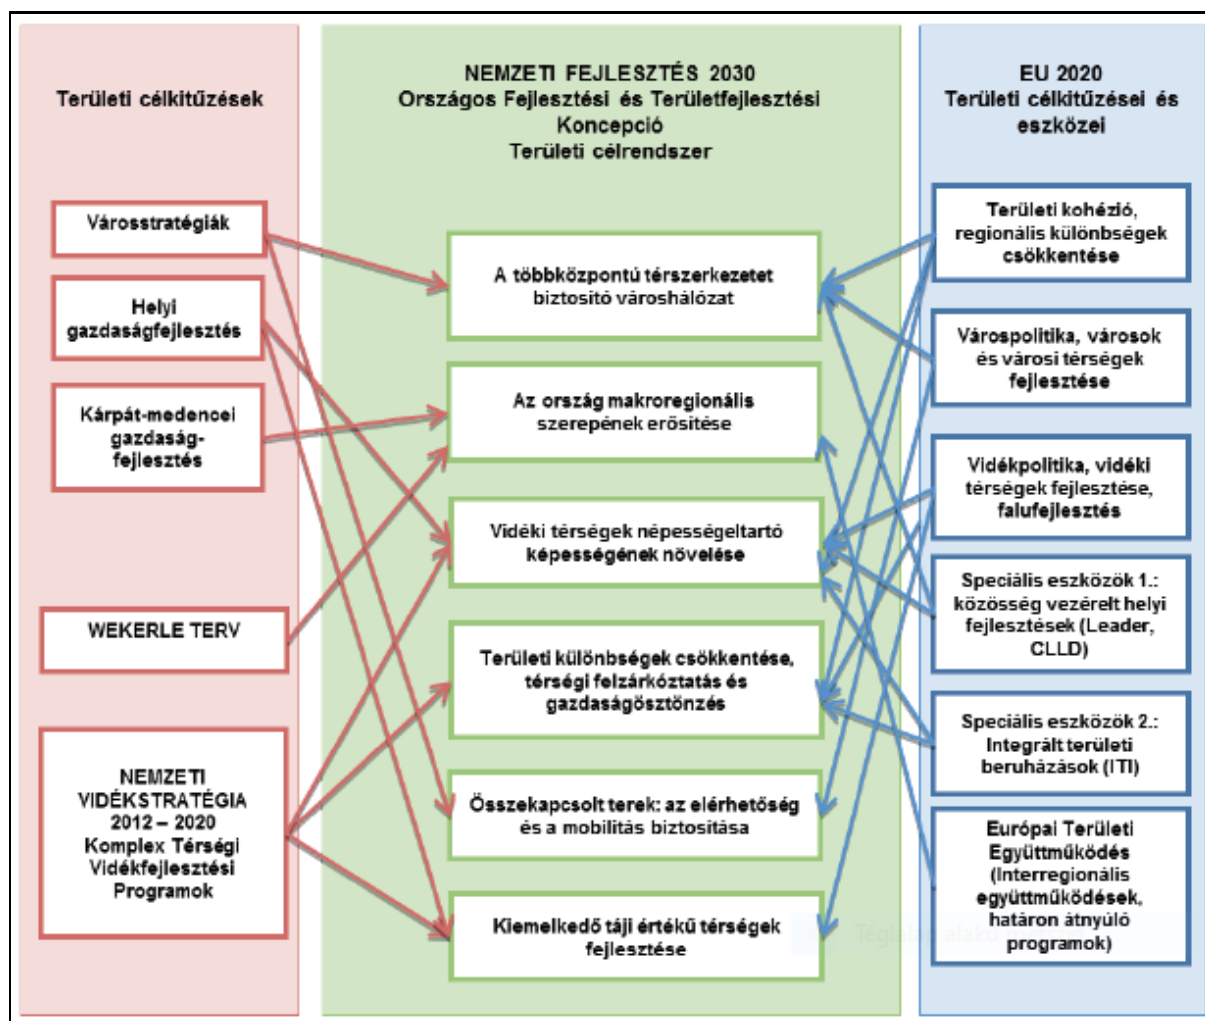 Területi célkitűzések
Városstratégiák
Helyi
gazdaságfejlesztés
Kárpát-medencei
gazdaság-
fejlesztés
WEKERLE TERV
NEMZETI
VIDÉKSTRATÉGIA
2012 – 2020
Komplex Térségi
Vidékfejlesztési
Programok
NEMZETI FEJLESZTÉS 2030
Országos Fejlesztési és Területfejlesztési
Koncepció
Területi célrendszer
A többközpontú térszerkezetet
biztosító városhálózat
Az ország makroregionális
szerepének erősítése
Vidéki térségek népességeltartó
képességének növelése
Területi különbségek csökkentése,
térségi felzárkóztatás és
gazdaságösztönzés
Összekapcsolt terek: az elérhetőség
és a mobilitás biztosítása
Kiemelkedő táji értékű térségek
fejlesztése
EU 2020
Területi célkitűzései és
eszközei
Területi kohézió,
regionális különbségek
csökkentése
Várospolitika, városok
és városi térségek
fejlesztése
Vidékpolitika, vidéki
térségek fejlesztése,
falufejlesztés
Speciális eszközök 1.:
közösség vezérelt helyi
fejlesztések (Leader,
CLLD)
Speciális eszközök 2.:
Integrált területi
beruházások (ITI)
Európai Területi
Együttműködés
(Interregionális
együttműködések,
határon átnyúló
programok)
Téglalap alakú metszet